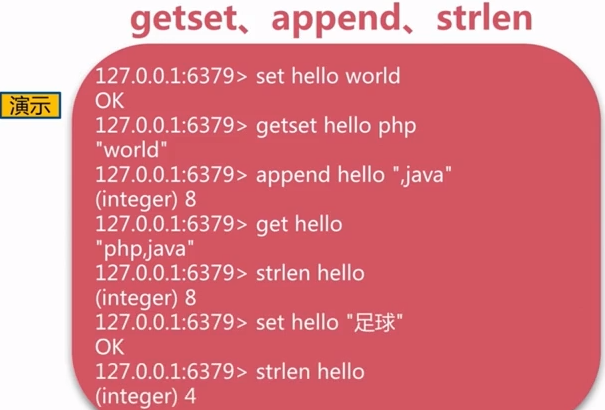 getset、append、strlen
演示
127.0.0.1:6379> set hello world
OK
127.0.0.1:6379> getset hello php
"world"
127.0.0.1:6379> append hello ",java"
(integer) 8
127.0.0.1:6379> get hello
"php,java"
127.0.0.1:6379> strlen hello
(integer) 8
127.0.0.1:6379> set hello "足球"
OK
127.0.0.1:6379> strlen hello
(integer) 4